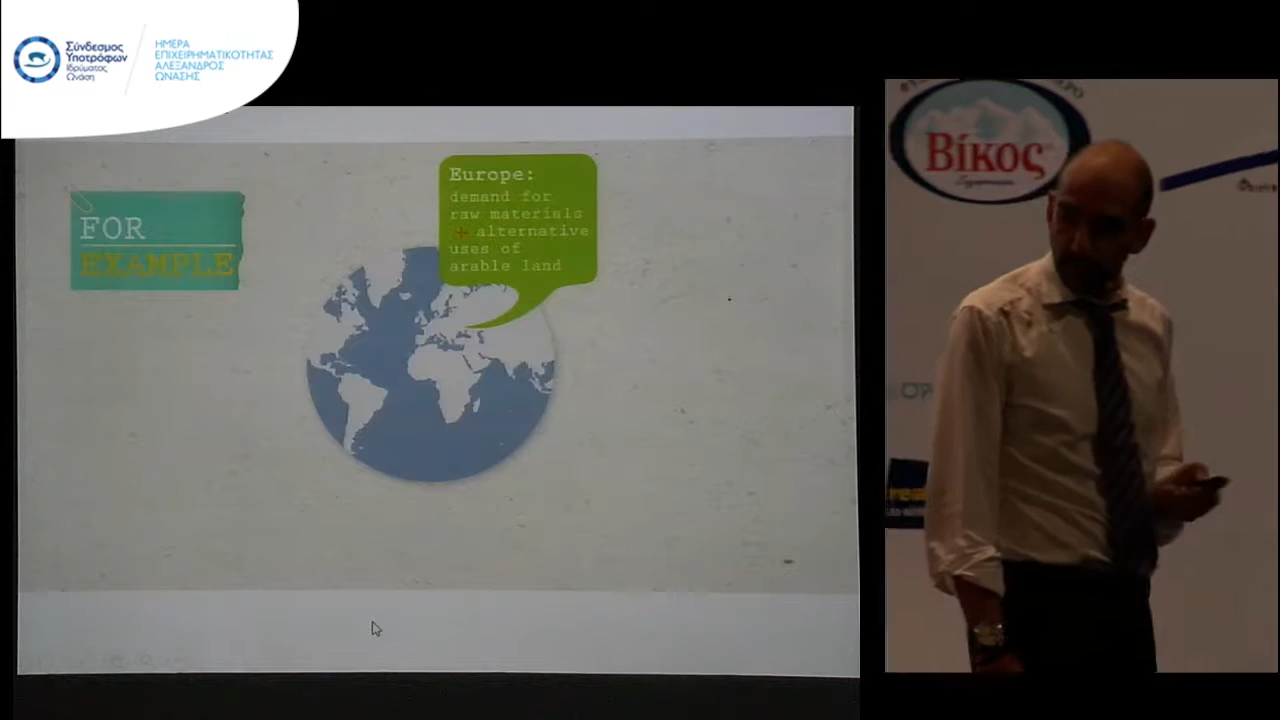 Σύνδεσμος
Υποτρόφων
Ιδρύματος
Ωνάση
ΗΜΕΡΑ
ΕΠΙΧΕΙΡΗΜΑΤΙΚΟΤΗΤΑΣ
ΑΛΕΞΑΝΔΡΟΣ
ΩΝΑΣΗΣ
FOR
EXAMPLE
Europe:
demand for
raw materials
+ alternative
uses of
arable land
Βίκος